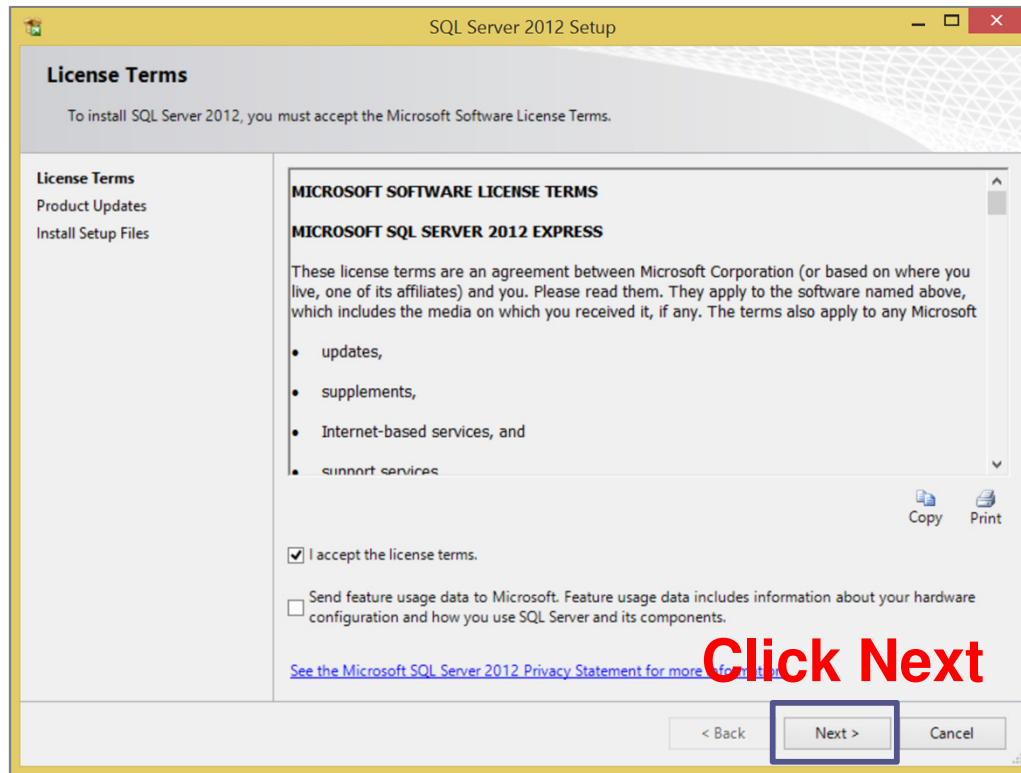 SQL Server 2012 Setup
License Terms
To install SQL Server 2012, you must accept the Microsoft Software License Terms.
License Terms
Product Updates
Install Setup Files
MICROSOFT SOFTWARE LICENSE TERMS
MICROSOFT SQL SERVER 2012 EXPRESS
These license terms are an agreement between Microsoft Corporation (or based on where you
live, one of its affiliates) and you. Please read them. They apply to the software named above,
which includes the media on which you received it, if any. The terms also apply to any Microsoft
• updates,
• supplements,
• Internet-based services, and
• support services
Copy Print
I accept the license terms.
Send feature usage data to Microsoft. Feature usage data includes information about your hardware
configuration and how you use SQL Server and its components.
Click Next
See the Microsoft SQL Server 2012 Privacy Statement for more information
< Back Next > Cancel